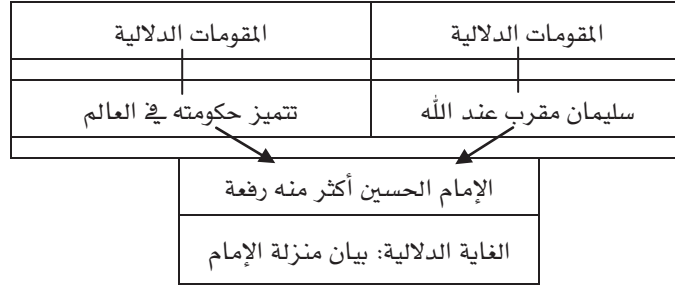 المقومات الدلالية	المقومات الدلالية
سليمان مقرب عند الله	تتميز حكومته في العالم
الإمام الحسين أكثر منه رفعة
الغاية الدلالية: بيان منزلة الإمام